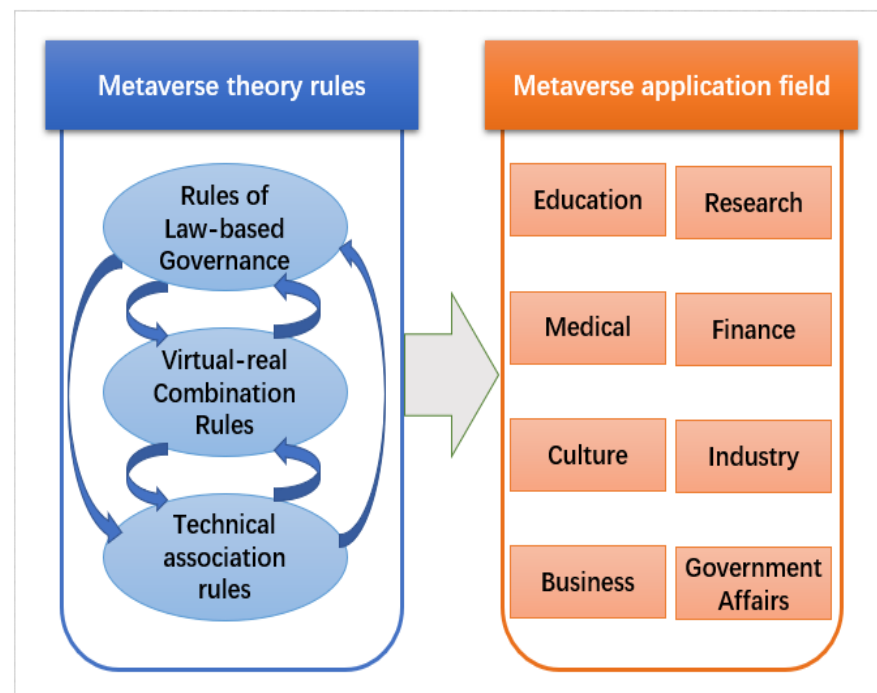 Metaverse theory rules
Rules of
Law-based
Governance
Virtual-real
Combination
Rules
Technical
association
rules
Metaverse application field
Education
Research
Medical
Finance
Culture
Industry
Business
Government
Affairs